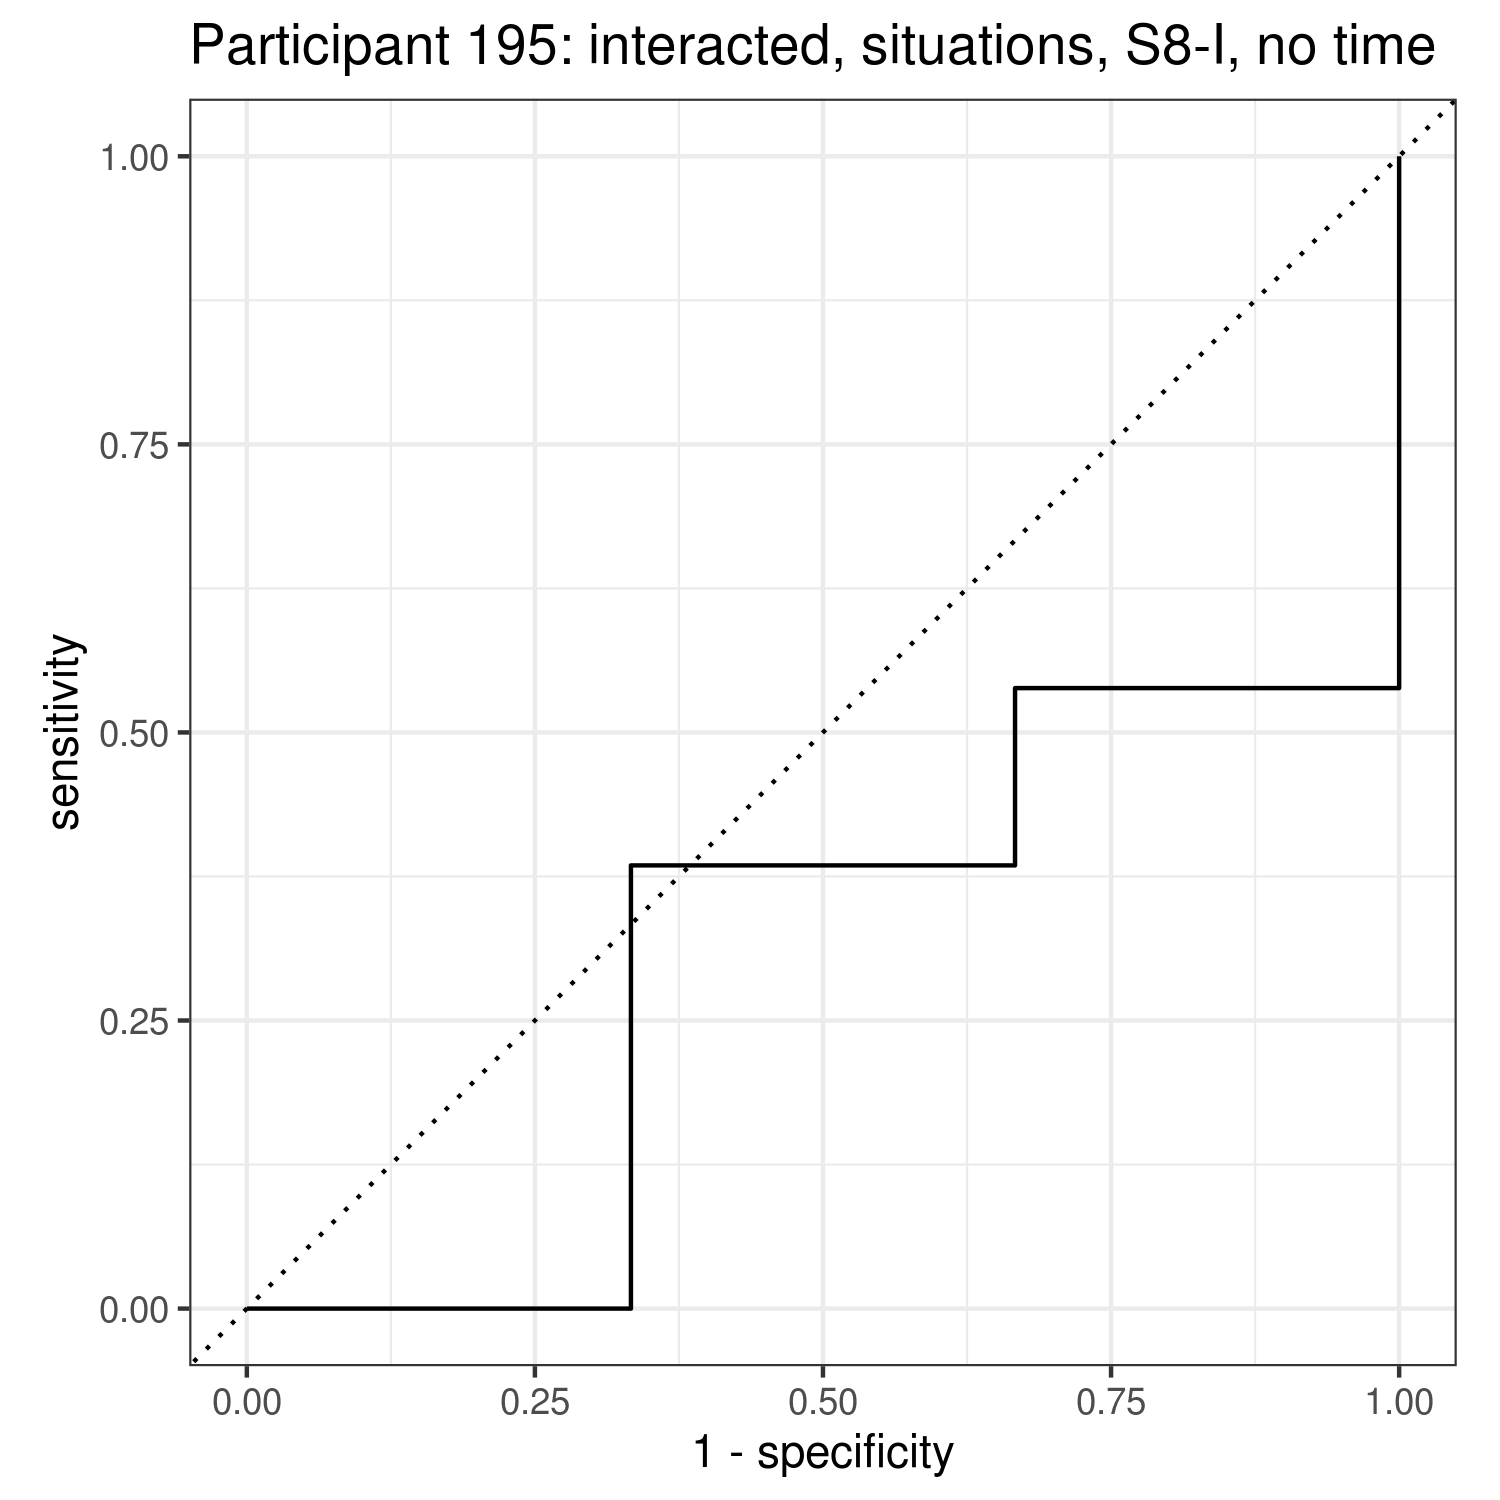 Participant 195: interacted, situations, S8-I, no time
1.00
0.75
0.50
0.25
0.00
sensitivity
0.00 0.25 0.50 0.75 1.00
1 - specificity